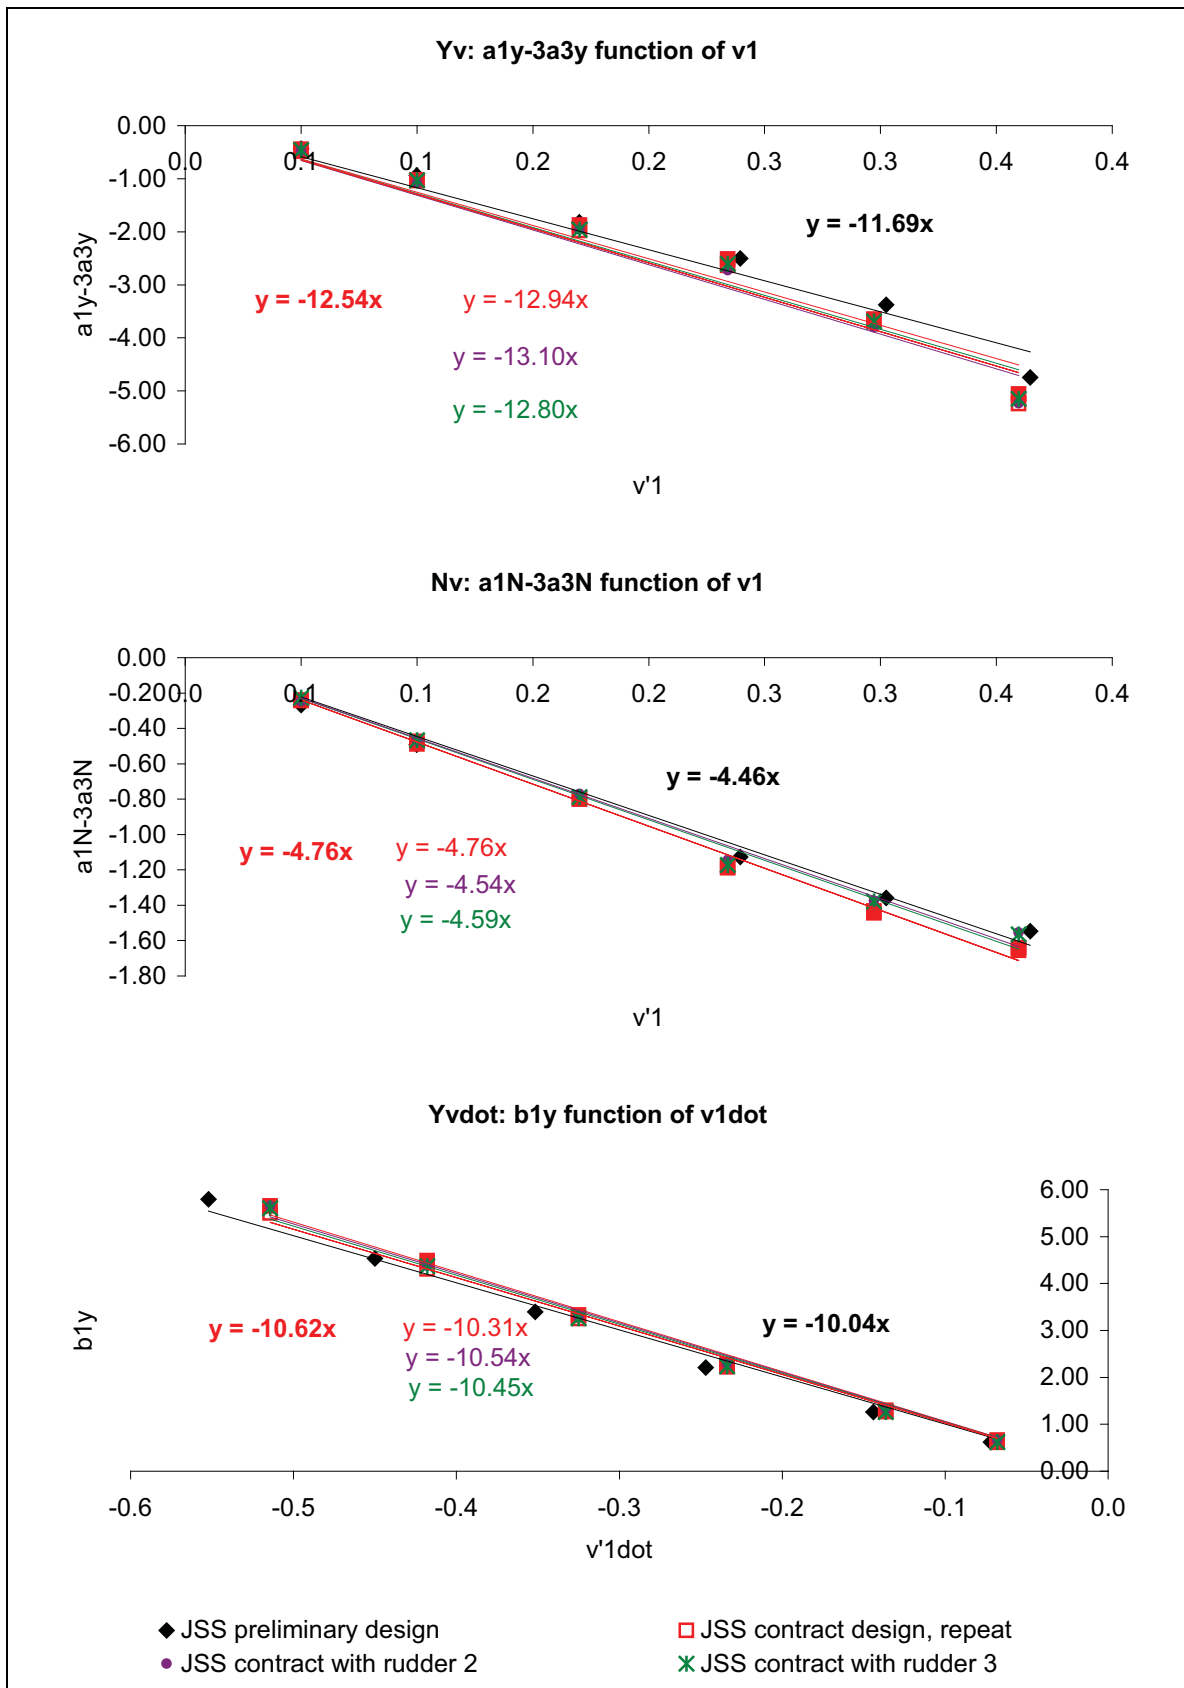 Yv: a1y-3a3y function of v1
0.00
0.0 0.1 0.1 0.2 0.2 0.3 0.3 0.4 0.4
-1.00
-2.00
-3.00
-4.00
-5.00
-6.00
a1y-3a3y
y = -11.69x
y = -12.54x
y = -12.94x
y = -13.10x
y = -12.80x
v'1
Nv: a1N-3a3N function of v1
0.00
-0.20
0.0 0.1 0.1 0.2 0.2 0.3 0.3 0.4 0.4
-0.40
-0.60
-0.80
-1.00
-1.20
-1.40
-1.60
-1.80
a1N-3a3N
y = -4.46x
y = -4.76x
y = -4.76x
y = -4.54x
y = -4.59x
v'1
Yvdot: b1y function of v1dot
6.00
5.00
4.00
3.00
2.00
1.00
0.00
b1y
y = -10.62x
y = -10.31x
y = -10.04x
y = -10.54x
y = -10.45x
-0.6 -0.5 -0.4 -0.3 -0.2 -0.1 0.0
v'1dot
JSS preliminary design
JSS contract design, repeat
JSS contract with rudder 2
JSS contract with rudder 3